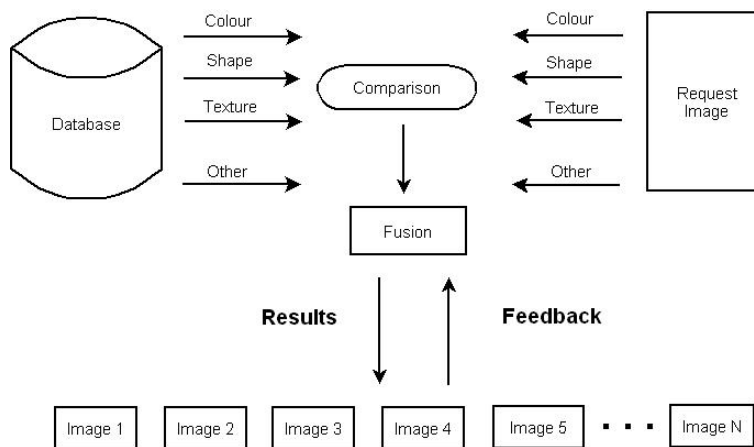 Colour
Shape
Texture
Other
Database
Comparison
Colour
Shape
Texture
Other
Request
Image
Fusion
Results
Feedback
Image 1
Image 2
Image 3
Image 4
Image 5
Image N